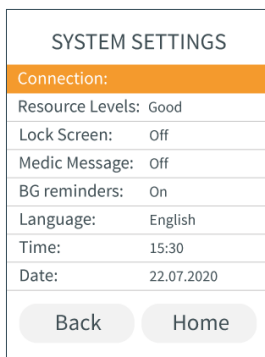 SYSTEM SETTINGS
Connection:
Resource Levels: Good
Lock Screen: Off
Medic Message: Off
BG reminders: On
Language: English
Time: 15:30
Date: 22.07.2020
Back Home